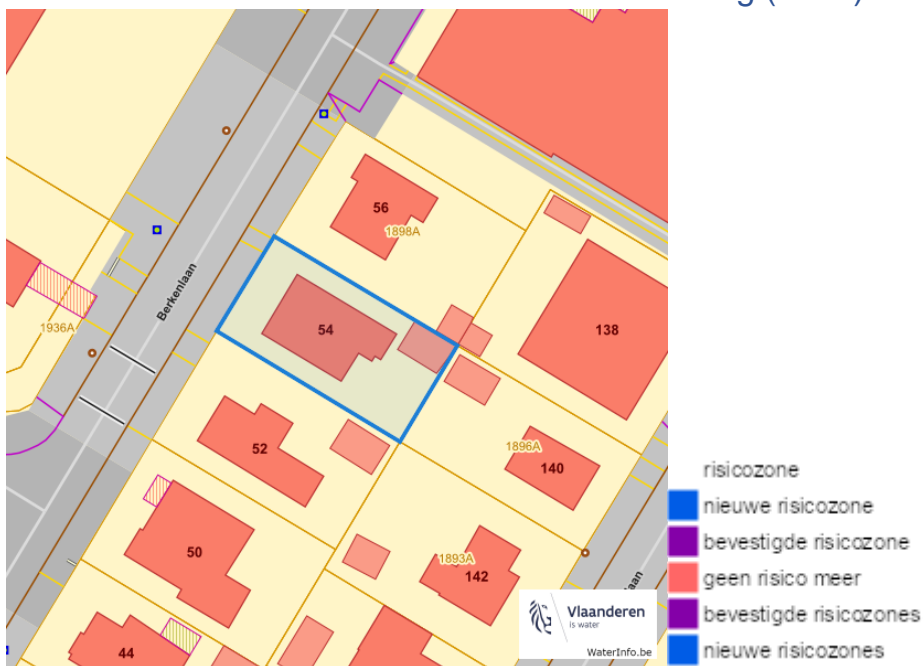 56
1898A
138
54
Berkenlaan
1936A
52
1896A
140
50
1893A
142
44
Vlaanderen
is water
WaterInfo.be
risicozone
nieuwe risicozone
bevestigde risicozone
geen risico meer
bevestigde risicozones
nieuwe risicozones